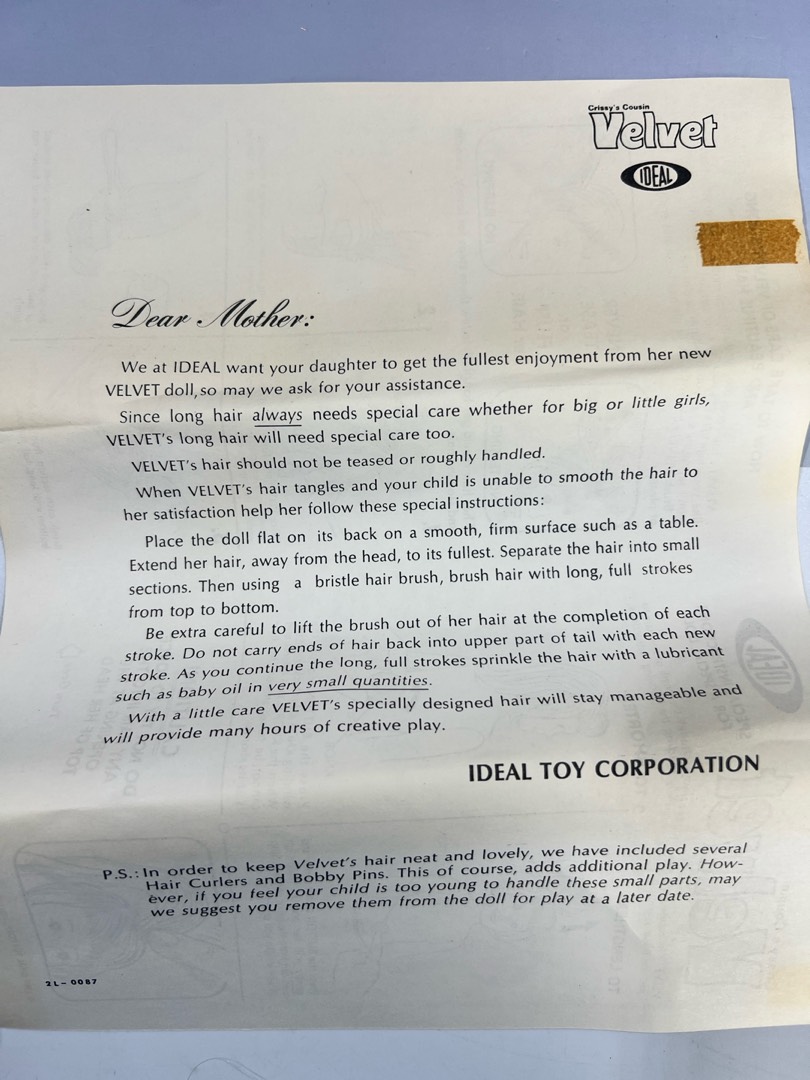 Crissy's Cousin
Velvet
IDEAL
Dear Mother:
We at IDEAL want your daughter to get the fullest enjoyment from her new
VELVET doll, so may we ask for your assistance.
Since long hair always needs special care whether for big or little girls,
VELVET's long hair will need special care too.
VELVET's hair should not be teased or roughly handled.
When VELVET's hair tangles and your child is unable to smooth the hair to
her satisfaction help her follow these special instructions:
Place the doll flat on its back on a smooth, firm surface such as a table.
Extend her hair, away from the head, to its fullest. Separate the hair into small
sections. Then using a bristle hair brush, brush hair with long, full strokes
from top to bottom.
Be extra careful to lift the brush out of her hair at the completion of each
stroke. Do not carry ends of hair back into upper part of tail with each new
stroke. As you continue the long, full strokes sprinkle the hair with a lubricant
such as baby oil in very small quantities.
With a little care VELVET's specially designed hair will stay manageable and
will provide many hours of creative play.
IDEAL TOY CORPORATION
P.S.: In order to keep Velvet's hair neat and lovely, we have included several
Hair Curlers and Bobby Pins. This of course, adds additional play. How-
ever, if you feel your child is too young to handle these small parts, may
we suggest you remove them from the doll for play at a later date.
2L-0087
IDEAL